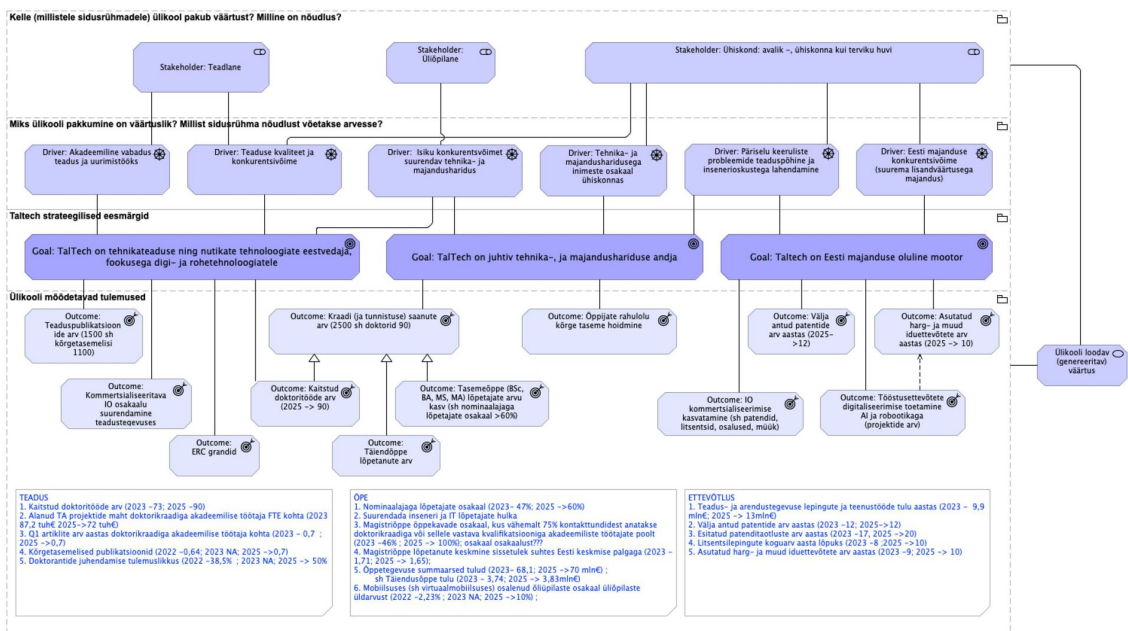 Kelle (millistele sidusrühmadele) ülikool pakub väärtust? Milline on nõudlus?
Stakeholder: Teadlane
Stakeholder:
Üliõpilane
Stakeholder: Ühiskond: avalik -, ühiskonna kui terviku huvi
Miks ülikooli pakkumine on väärtuslik? Millist sidusrühma nõudlust võetakse arvesse?
Driver: Akadeemiline vabadus
teadus ja uurimistööks
Driver: Teaduse kvaliteet ja
konkurentsivõime
Driver: Isiku konkurentsvõimet
suurendav tehnika- ja
majandusharidus
Driver: Tehnika- ja
majandusharidusega
inimeste osakaal
ühiskonnas
Driver: Päriselu keeruliste
probleemide teaduspõhine ja
insenerioskustega lahendamine
Driver: Eesti majanduse
konkurentsivõime
(suurema lisandväärtusega
majandus)
Taltech strateegilised eesmärgid
Goal: TalTech on tehnikateaduse ning nutikate tehnoloogiate eestvedaja,
fookusega digi- ja rohetehnoloogiatele
Goal: TalTech on juhtiv tehnika-, ja majandushariduse andja
Goal: Taltech on Eesti majanduse oluline mootor
Ülikooli mõõdetavad tulemused
Outcome:
Teaduspublikatsioon
ide arv (1500 sh
kõrgetasemelisi
1100)
Outcome: Kraadi (ja tunnistuse) saanute
arv (2500 sh doktorid 90)
Outcome: Õppijate rahulolu
kõrge taseme hoidmine
Outcome: Välja
antud patentide
arv aastas (2025-
>12)
Outcome: Asutatud
harg- ja muud
iduettevõtete arv
aastas (2025 -> 10)
Ülikooli loodav
(genereeritav)
väärtus
Outcome:
Kommertsialiseeritava
IO osakaalu
suurendamine
teadustegevuses
Outcome: Kaitstud
doktoritööde arv
(2025 -> 90)
Outcome: Tasemeõppe (BSc,
BA, MS, MA) lõpetajate arvu
kasv (sh nominaalajaga
lõpetajate osakaal >60%)
Outcome: IO
kommertsialiseerimise
kasvatamine (sh patendid,
litsentsid, osalused, müük)
Outcome: Tööstusettevõtete
digitaliseerimise toetamine
AI ja robootikaga
(projektide arv)
Outcome:
ERC grandid
Outcome:
Täiendõppe
lõpetanute arv
TEADUS
1. Kaitstud doktoritööde arv (2023 -73; 2025 -90)
2. Alanud TA projektide maht doktorikraadiga akadeemilise töötaja FTE kohta (2023
87,2 tuh€ 2025->72 tuh€)
3. Q1 artiklite arv aastas doktorikraadiga akadeemilise töötaja kohta (2023 - 0,7 ;
2025 ->0,7)
4. Kõrgetasemelised publikatsioonid (2022 -0,64; 2023 NA; 2025 ->0,7)
5. Doktorantide juhendamise tulemuslikkus (2022 -38,5% ; 2023 NA; 2025 -> 50%
ÕPE
1. Nominaalajaga lõpetajate osakaal (2023- 47%; 2025 ->60%)
2. Suurendada inseneri ja IT lõpetajate hulka
3. Magistriõppe õppekavade osakaal, kus vähemalt 75% kontakttundidest anatakse
doktorikraadiga või sellele vastava kvalifikatsiooniga akadeemiliste töötajate poolt
(2023 -46% ; 2025 -> 100%); osakaal osakaalust???
4. Magistriõppe lõpetanute keskmine sissetulek suhtes Eesti keskmise palgaga (2023 -
1,71; 2025 -> 1,65);
5. Õppetegevuse summaarsed tulud (2023- 68,1; 2025 ->70 mln€) ;
sh Täiendusõppe tulu (2023 - 3,74; 2025 -> 3,83mln€)
6. Mobiilsuses (sh virtuaalmobiilsuses) osalenud õliüpilaste osakaal üliõpilaste
üldarvust (2022 -2,23% ; 2023 NA; 2025 ->10%) ;
ETTEVÕTLUS
1. Teadus- ja arendustegevuse lepingute ja teenustööde tulu aastas (2023 - 9,9
mln€; 2025 -> 13mln€)
2. Välja antud patentide arv aastas (2023 -12; 2025->12)
3. Esitatud patenditaotluste arv aastas (2023 -17, 2025 ->20)
4. Litsentsilepingute koguarv aasta lõpuks (2023 -8 ;2025 ->10)
5. Asutatud harg- ja muud iduettevõtete arv aastas (2023 -9; 2025 -> 10)